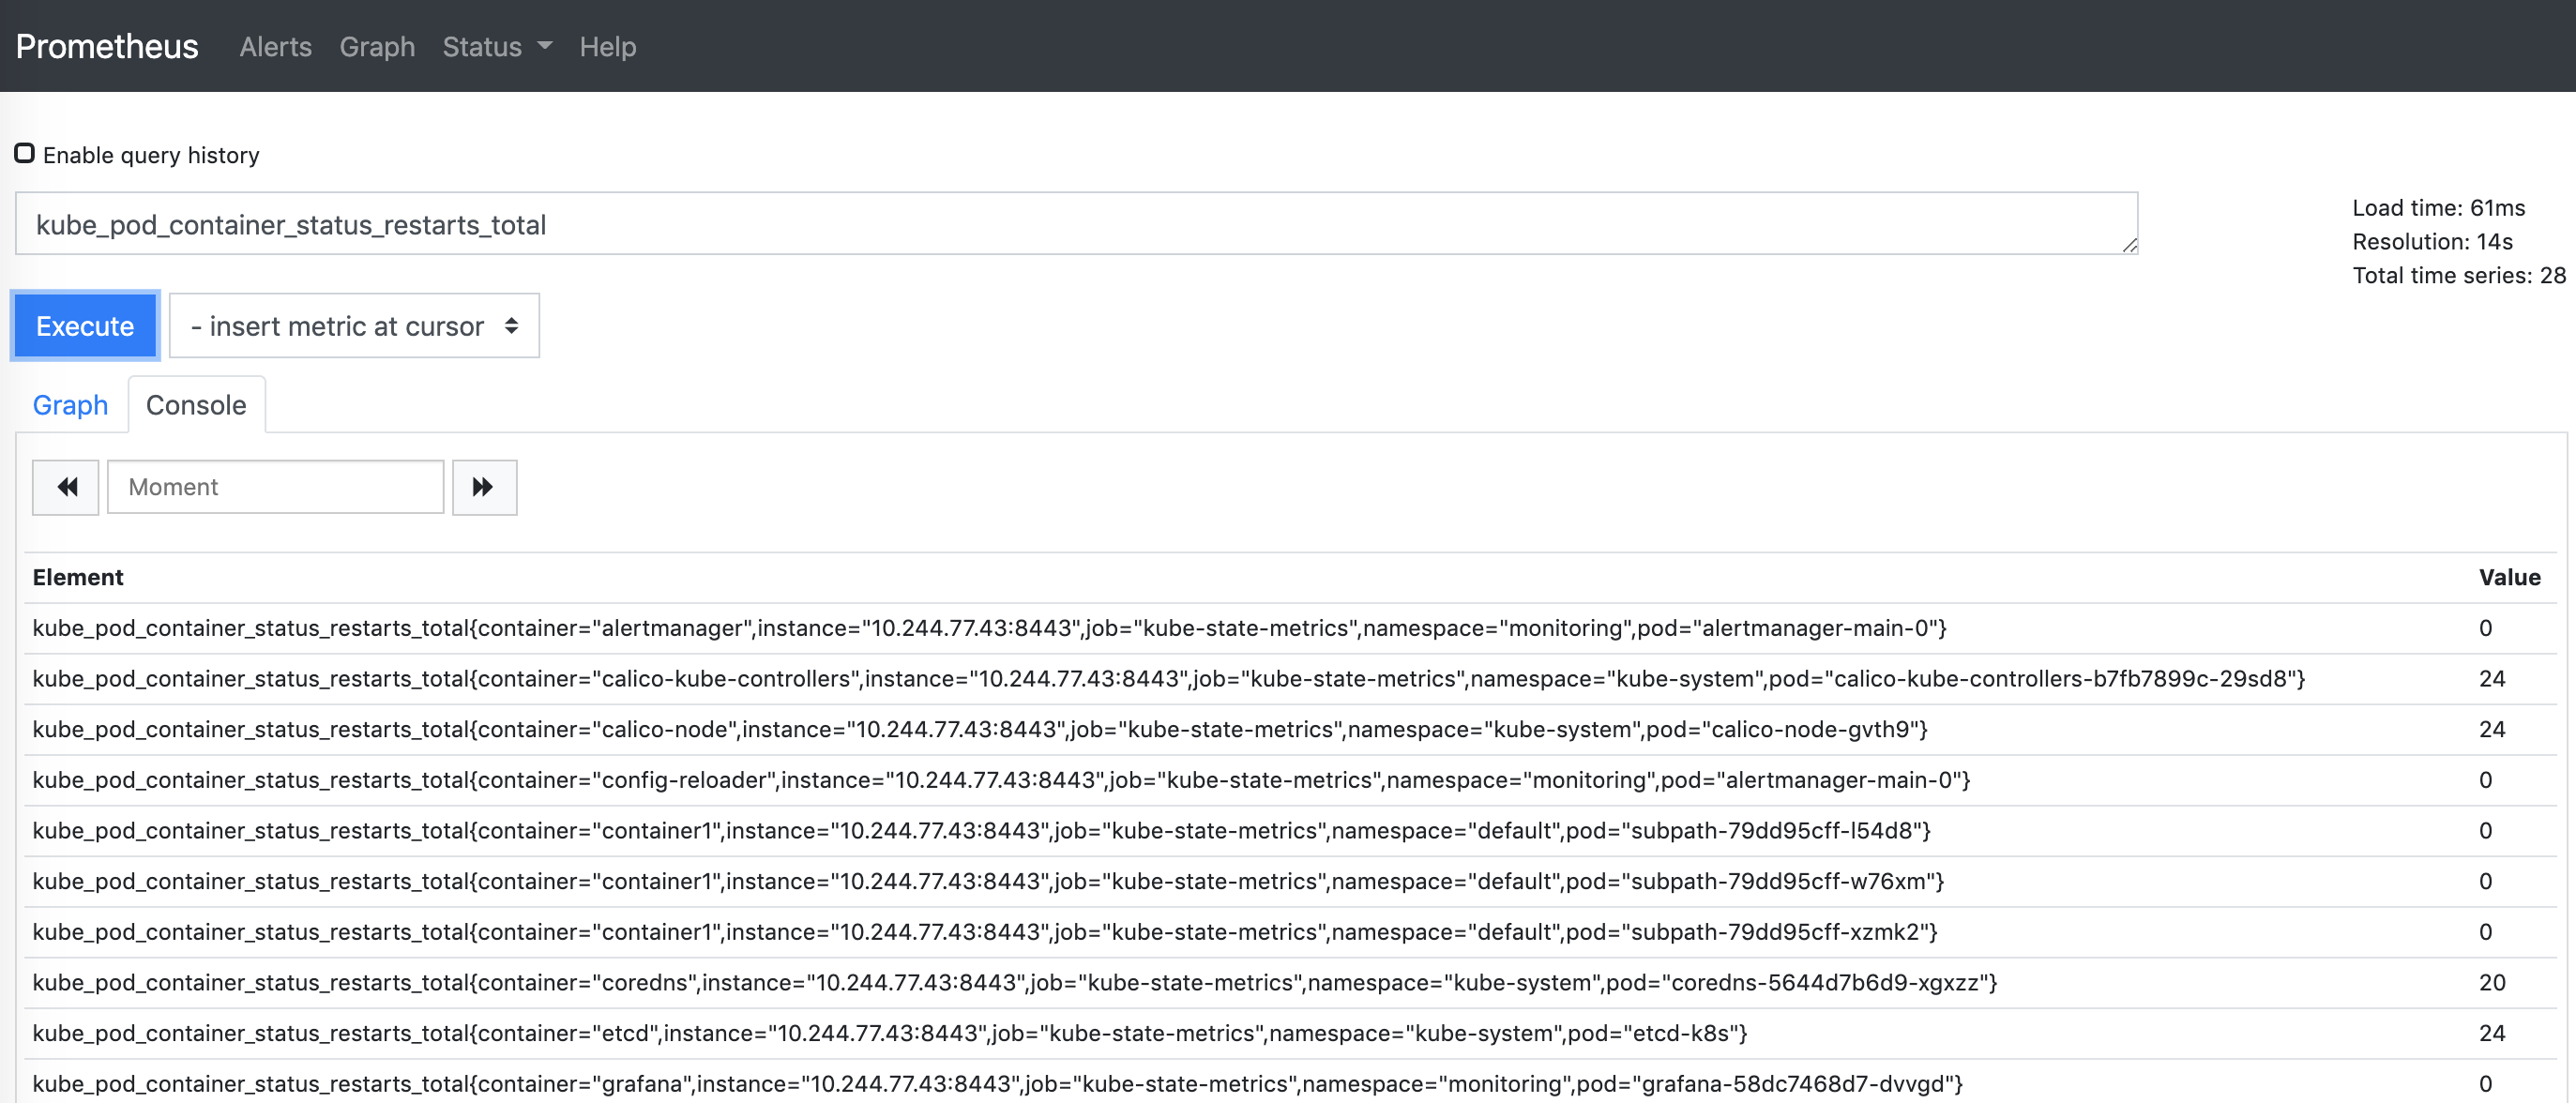 Prometheus Alerts Graph Status Help
Enable query history
kube_pod_container_status_restarts_total
Load time: 61ms
Resolution: 14s
Total time series: 28
Execute - insert metric at cursor
Graph Console
Moment
Element Value
kube_pod_container_status_restarts_total{container="alertmanager",instance="10.244.77.43:8443",job="kube-state-metrics",namespace="monitoring",pod="alertmanager-main-0"} 0
kube_pod_container_status_restarts_total{container="calico-kube-controllers",instance="10.244.77.43:8443",job="kube-state-metrics",namespace="kube-system",pod="calico-kube-controllers-b7fb7899c-29sd8"} 24
kube_pod_container_status_restarts_total{container="calico-node",instance="10.244.77.43:8443",job="kube-state-metrics",namespace="kube-system",pod="calico-node-gvth9"} 24
kube_pod_container_status_restarts_total{container="config-reloader",instance="10.244.77.43:8443",job="kube-state-metrics",namespace="monitoring",pod="alertmanager-main-0"} 0
kube_pod_container_status_restarts_total{container="container1",instance="10.244.77.43:8443",job="kube-state-metrics",namespace="default",pod="subpath-79dd95cff-l54d8"} 0
kube_pod_container_status_restarts_total{container="container1",instance="10.244.77.43:8443",job="kube-state-metrics",namespace="default",pod="subpath-79dd95cff-w76xm"} 0
kube_pod_container_status_restarts_total{container="container1",instance="10.244.77.43:8443",job="kube-state-metrics",namespace="default",pod="subpath-79dd95cff-xzmk2"} 0
kube_pod_container_status_restarts_total{container="coredns",instance="10.244.77.43:8443",job="kube-state-metrics",namespace="kube-system",pod="coredns-5644d7b6d9-xgxzz"} 20
kube_pod_container_status_restarts_total{container="etcd",instance="10.244.77.43:8443",job="kube-state-metrics",namespace="kube-system",pod="etcd-k8s"} 24
kube_pod_container_status_restarts_total{container="grafana",instance="10.244.77.43:8443",job="kube-state-metrics",namespace="monitoring",pod="grafana-58dc7468d7-dvvgd"} 0